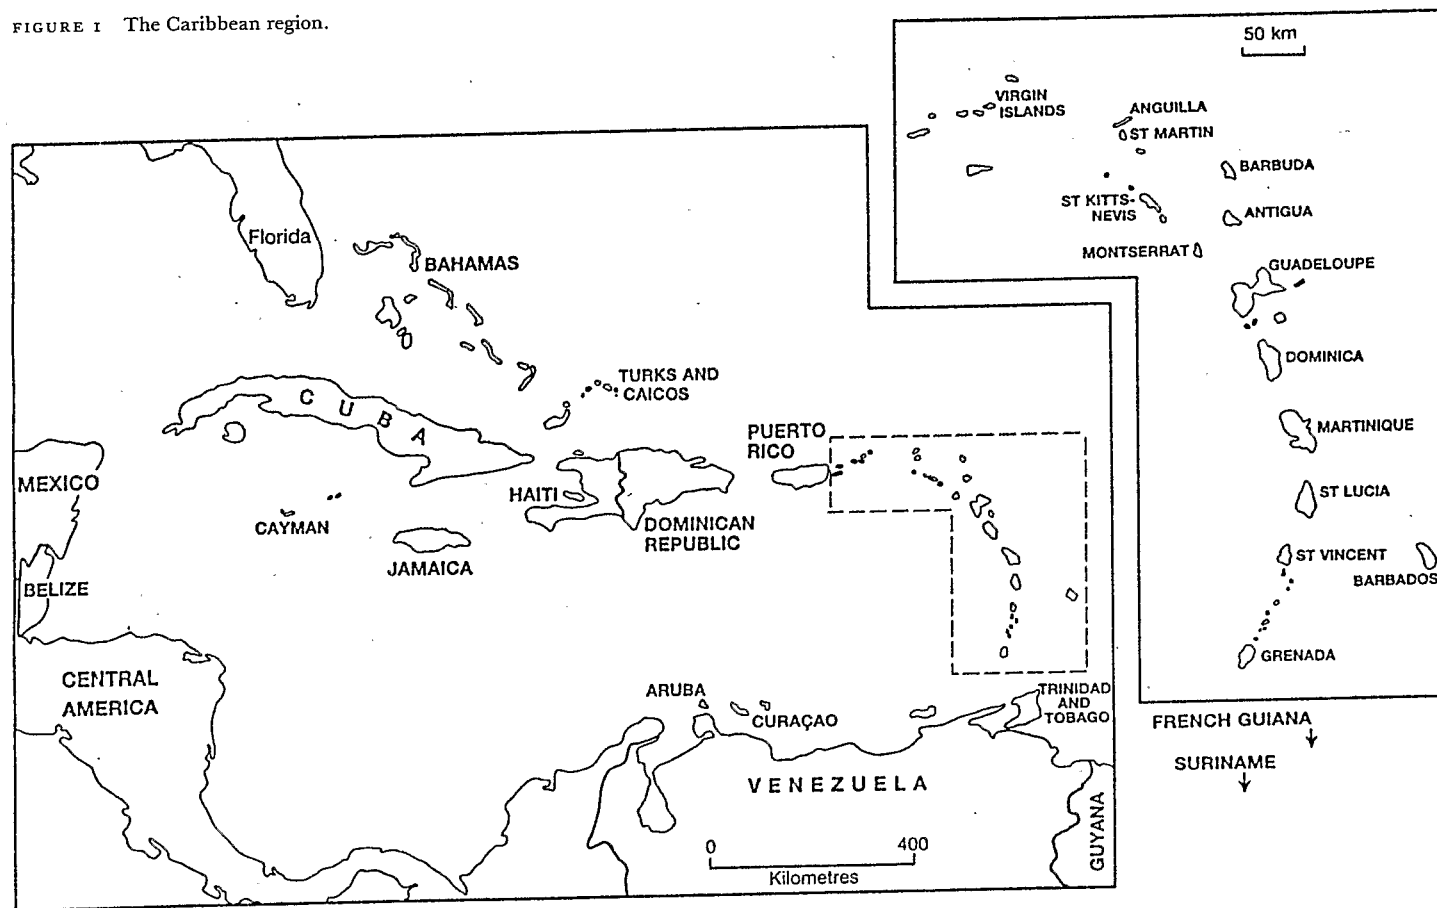 FIGURE I The Caribbean region.
50 km
VIRGIN
ISLANDS
ANGUILLA
ST MARTIN
BARBUDA
ST KITTS-
NEVIS
ANTIGUA
MONTSERRAT
GUADELOUPE
DOMINICA
MARTINIQUE
ST LUCIA
ST VINCENT
BARBADOS
GRENADA
Florida
BAHAMAS
TURKS AND
CAICOS
CUBA
PUERTO
RICO
MEXICO
HAITI
CAYMAN
DOMINICAN
REPUBLIC
JAMAICA
BELIZE
CENTRAL
AMERICA
ARUBA
CURAÇAO
TRINIDAD
AND
TOBAGO
VENEZUELA
GUYANA
0 400
Kilometres
FRENCH GUIANA
SURINAME